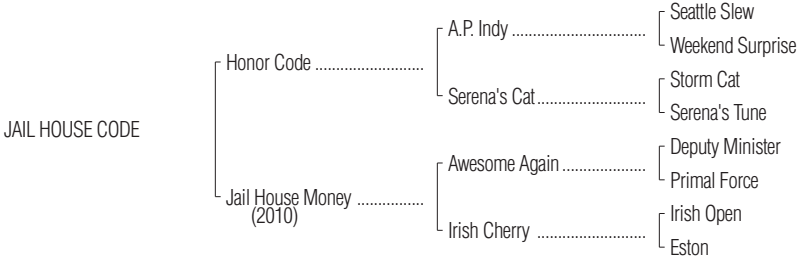 Seattle Slew
A.P. Indy ................................
Weekend Surprise
Honor Code ..........................
Storm Cat
Serena's Cat..........................
Serena's Tune
JAIL HOUSE CODE
Deputy Minister
Awesome Again ....................
Primal Force
Jail House Money ................
(2010)
Irish Open
Irish Cherry ..........................
Eston